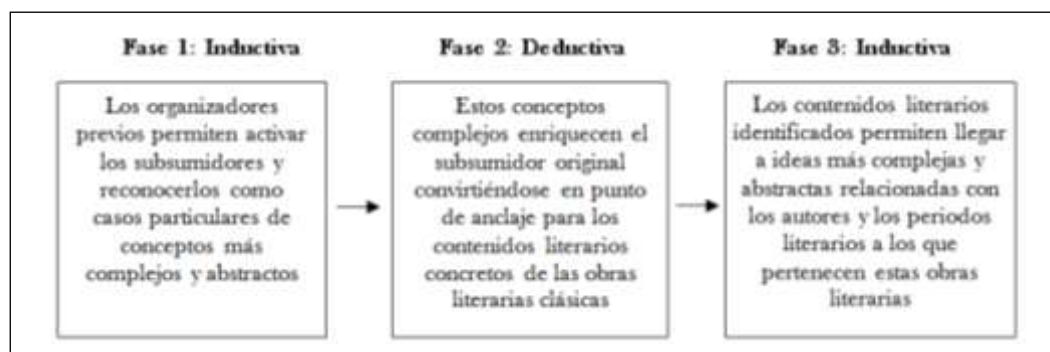 Fase 1: Inductiva
Los organizadores
previos permiten activar
los subsumidores y
reconocerlos como
casos particulares de
conceptos más
complejos y abstractos
Fase 2: Deductiva
Estos conceptos
complejos enriquecen el
subsumidor original
convirtiéndose en punto
de anclaje para los
contenidos literarios
concretos de las obras
literarias clásicas
Fase 3: Inductiva
Los contenidos literarios
identificados permiten llegar
a ideas más complejas y
abstractas relacionadas con
los autores y los periodos
literarios a los que
pertenecen estas obras
literarias